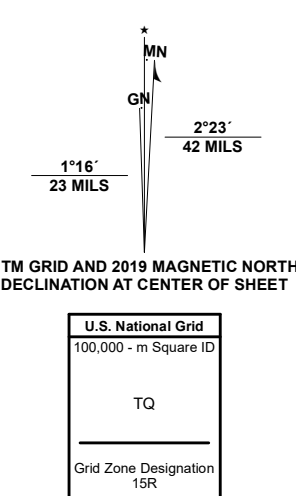 ★
MN
GN
2°23´
42 MILS
1°16´
23 MILS
TM GRID AND 2019 MAGNETIC NORTH
DECLINATION AT CENTER OF SHEET
U.S. National Grid
100,000 - m Square ID
TQ
Grid Zone Designation
15R